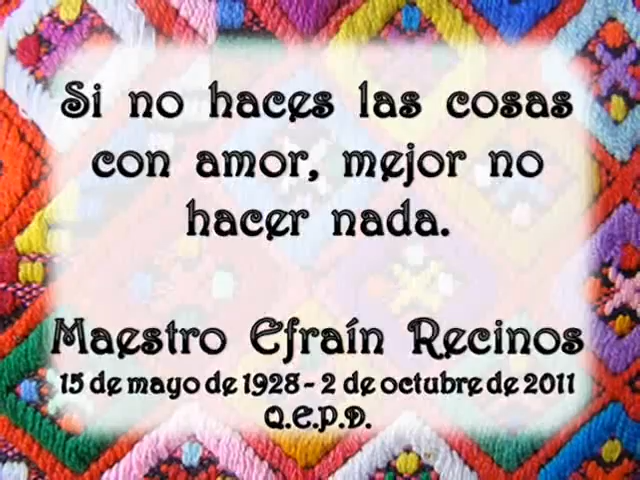 Si no haces las cosas
con amor, mejor no
hacer nada.
Maestro Efraín Recinos
15 de mayo de 1928 - 2 de octubre de 2011
Q.E.P.D.